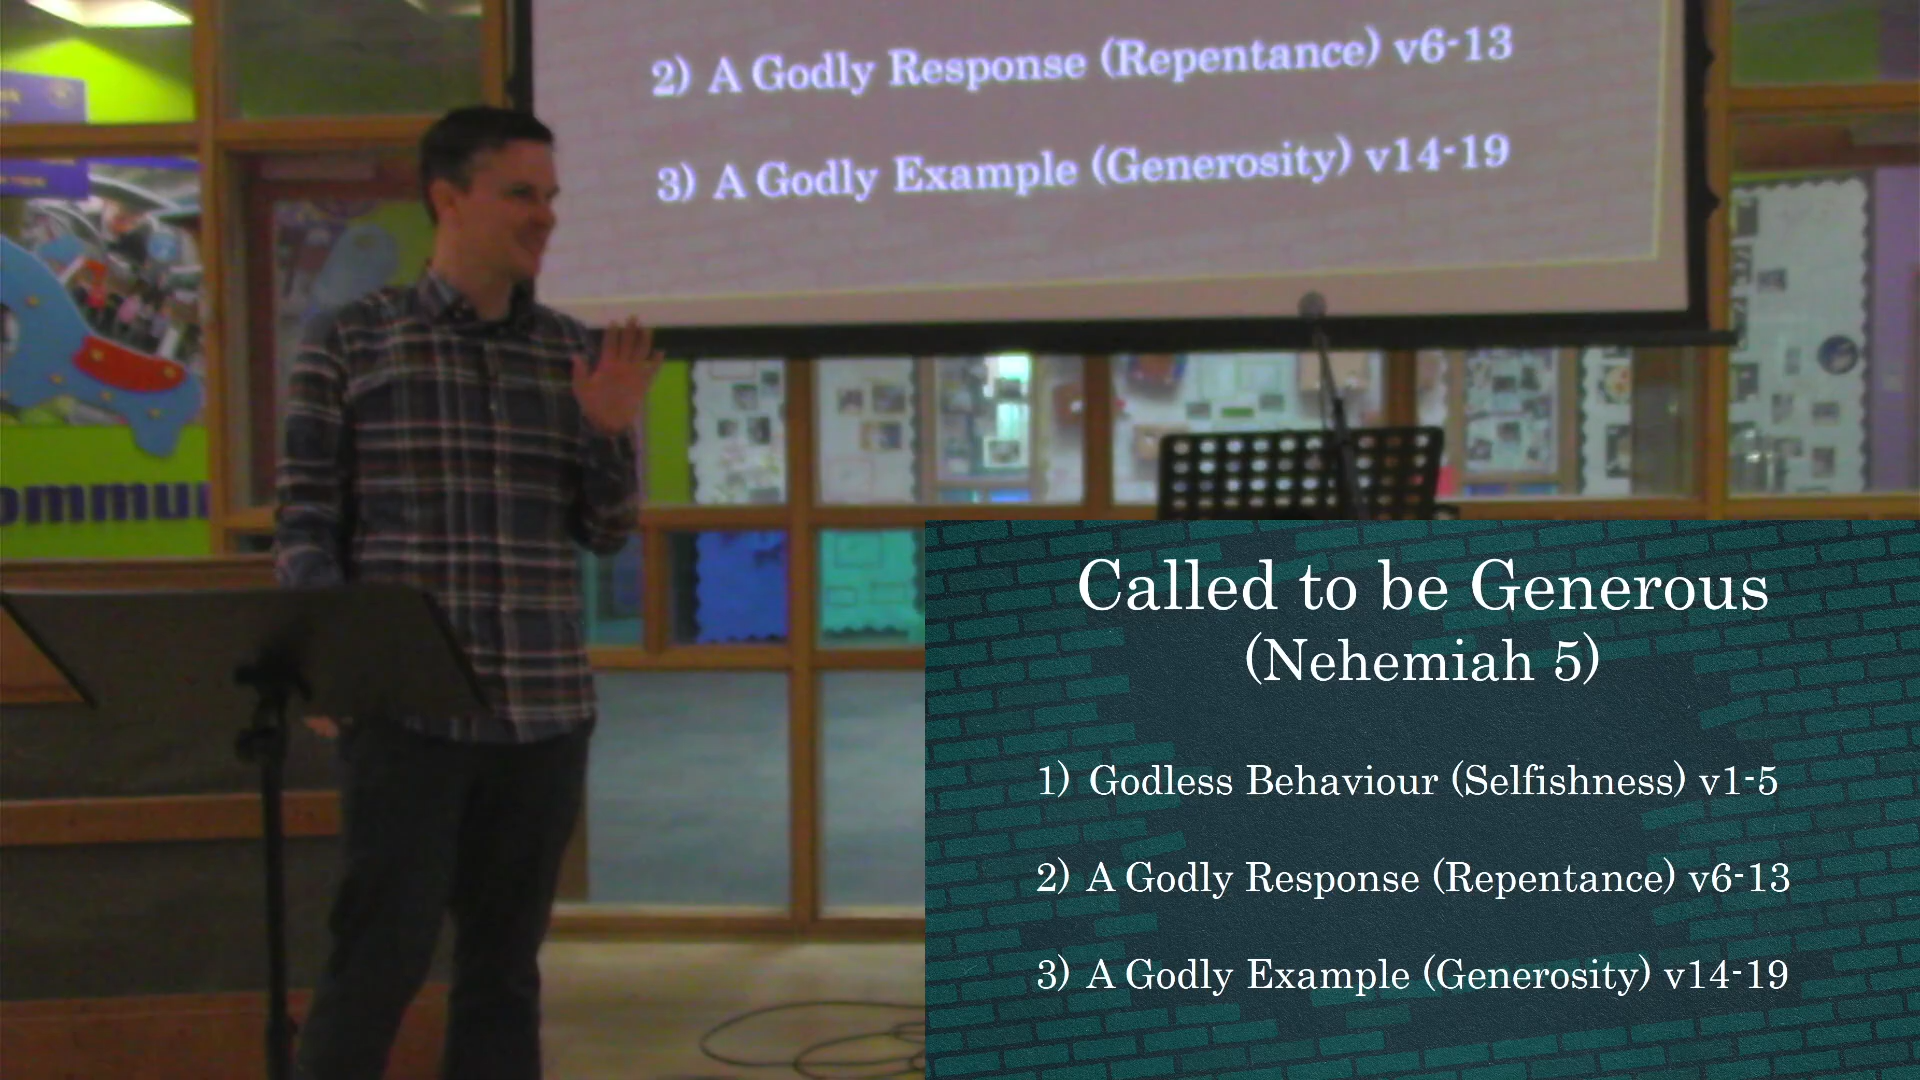 2) A Godly Response (Repentance) v6-13
3) A Godly Example (Generosity) v14-19
ommu
Called to be Generous
(Nehemiah 5)
1) Godless Behaviour (Selfishness) v1-5
2) A Godly Response (Repentance) v6-13
3) A Godly Example (Generosity) v14-19